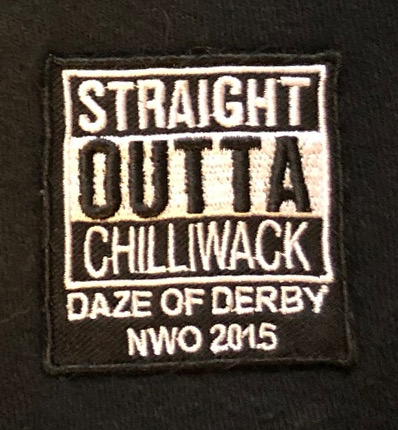 STRAIGHT
OUTTA
CHILLIWACK
DAZE OF DERBY
NWO 2015